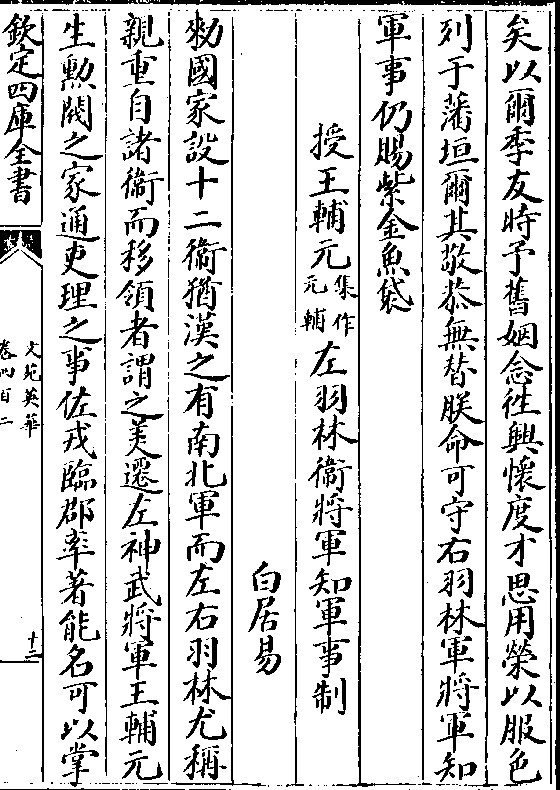 矣以爾季友時予舊姻念徃興懷度才思用榮以服色
列于藩垣爾其敬恭無替朕命可守右羽林軍將軍知
軍事仍賜紫金魚袋
授王輔元集作元輔左羽林衛將軍知軍事制
白居易
勑國家設十二衞猶漢之有南北軍而左右羽林尤稱
親重自諸衞而移領者謂之美遷左神武將軍王輔元
生勲閥之家通吏理之事佐戎臨郡率著能名可以掌
欽定四庫全書
文苑英華
卷四百二
十三